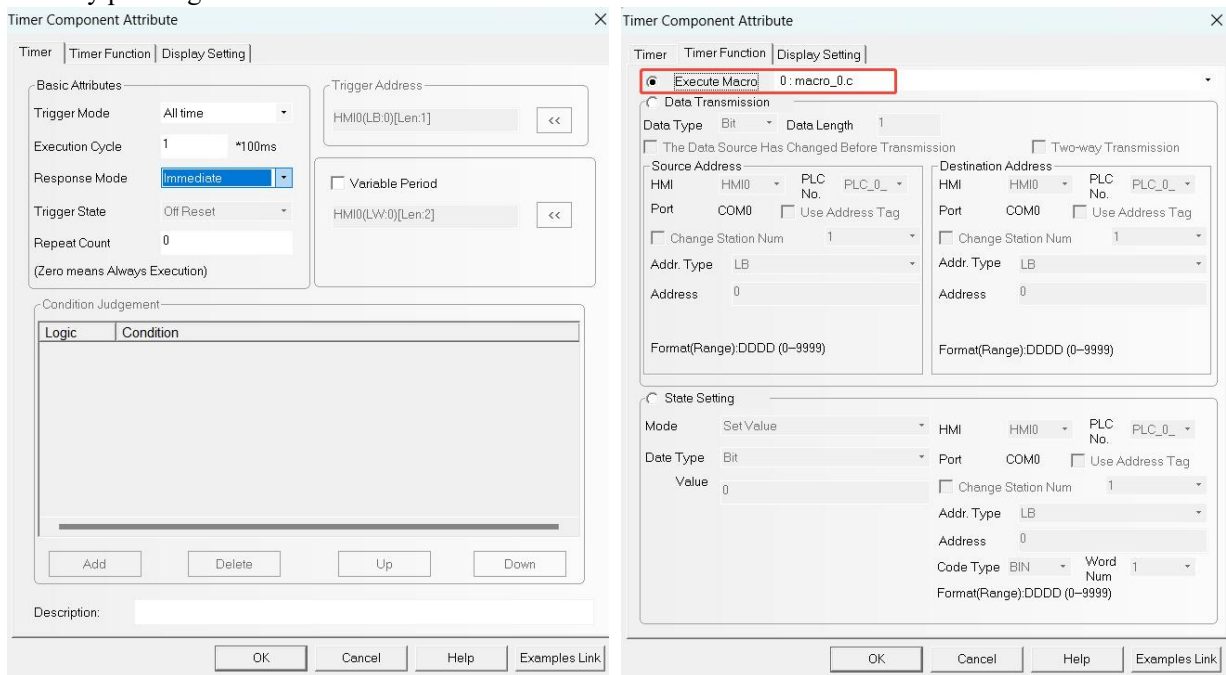 Timer Component Attribute
Timer Timer Function Display Setting
Basic Attributes
Trigger Mode All time
Execution Cycle 1 *100ms
Response Mode Immediate
Trigger State Off Reset
Repeat Count 0
(Zero means Always Execution)
Trigger Address
HMI0(LB:0)[Len:1] <<
Variable Period
HMI0(LW:0)[Len:2] <<
Condition Judgement
Logic Condition
Add Delete Up Down
Description:
OK Cancel Help Examples Link
Timer Component Attribute
Timer Timer Function Display Setting
Execute Macro 0 : macro_0.c
Data Transmission
Data Type Bit Data Length 1
The Data Source Has Changed Before Transmission Two-way Transmission
Source Address
HMI HMI0 PLC No. PLC_0_
Port COM0 Use Address Tag
Change Station Num 1
Addr. Type LB
Address 0
Format(Range):DDDD (0~9999)
Destination Address
HMI HMI0 PLC No. PLC_0_
Port COM0 Use Address Tag
Change Station Num 1
Addr. Type LB
Address 0
Format(Range):DDDD (0~9999)
State Setting
Mode Set Value
Date Type Bit
Value 0
HMI HMI0 PLC No. PLC_0_
Port COM0 Use Address Tag
Change Station Num 1
Addr. Type LB
Address 0
Code Type BIN Word Num 1
Format(Range):DDDD (0~9999)
OK Cancel Help Examples Link